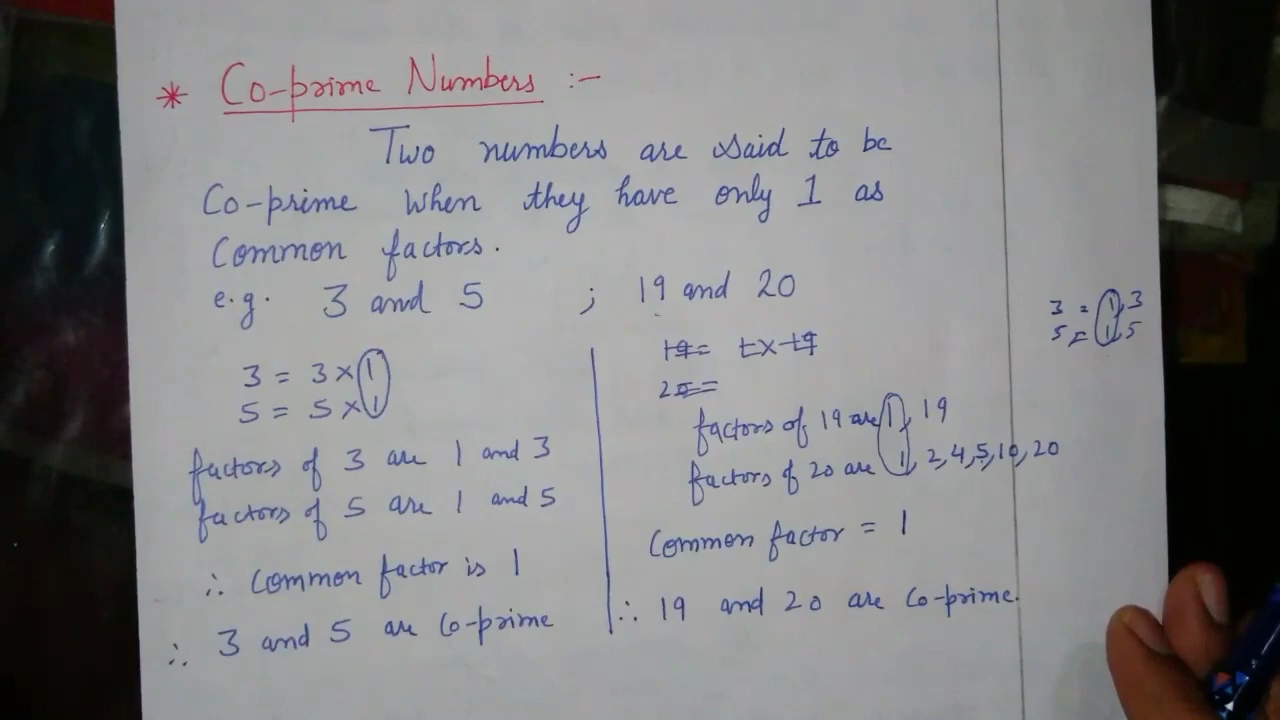 * Co-prime Numbers :-
Two numbers are said to be
Co-prime when they have only 1 as
Common factors.
e.g. 3 and 5 ; 19 and 20
3 = 3 × 1
5 = 5 × 1
factors of 3 are 1 and 3
factors of 5 are 1 and 5
∴ Common factor is 1
∴ 3 and 5 are Co-prime
19 = 1 × 19
20 =
factors of 19 are 1, 19
factors of 20 are 1, 2, 4, 5, 10, 20
Common factor = 1
∴ 19 and 20 are Co-prime.
3 = 1, 3
5 = 1, 5